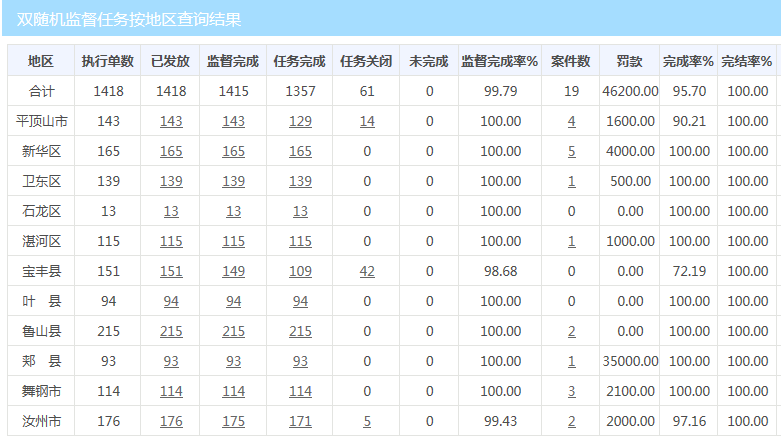 双随机监督任务按地区查询结果
地区 执行单数 已发放 监督完成 任务完成 任务关闭 未完成 监督完成率% 案件数 罚款 完成率% 完结率%
合计 1418 1418 1415 1357 61 0 99.79 19 46200.00 95.70 100.00
平顶山市 143 143 143 129 14 0 100.00 4 1600.00 90.21 100.00
新华区 165 165 165 165 0 0 100.00 5 4000.00 100.00 100.00
卫东区 139 139 139 139 0 0 100.00 1 500.00 100.00 100.00
石龙区 13 13 13 13 0 0 100.00 0 0.00 100.00 100.00
湛河区 115 115 115 115 0 0 100.00 1 1000.00 100.00 100.00
宝丰县 151 151 149 109 42 0 98.68 0 0.00 72.19 100.00
叶 县 94 94 94 94 0 0 100.00 0 0.00 100.00 100.00
鲁山县 215 215 215 215 0 0 100.00 2 0.00 100.00 100.00
郏 县 93 93 93 93 0 0 100.00 1 35000.00 100.00 100.00
舞钢市 114 114 114 114 0 0 100.00 3 2100.00 100.00 100.00
汝州市 176 176 175 171 5 0 99.43 2 2000.00 97.16 100.00